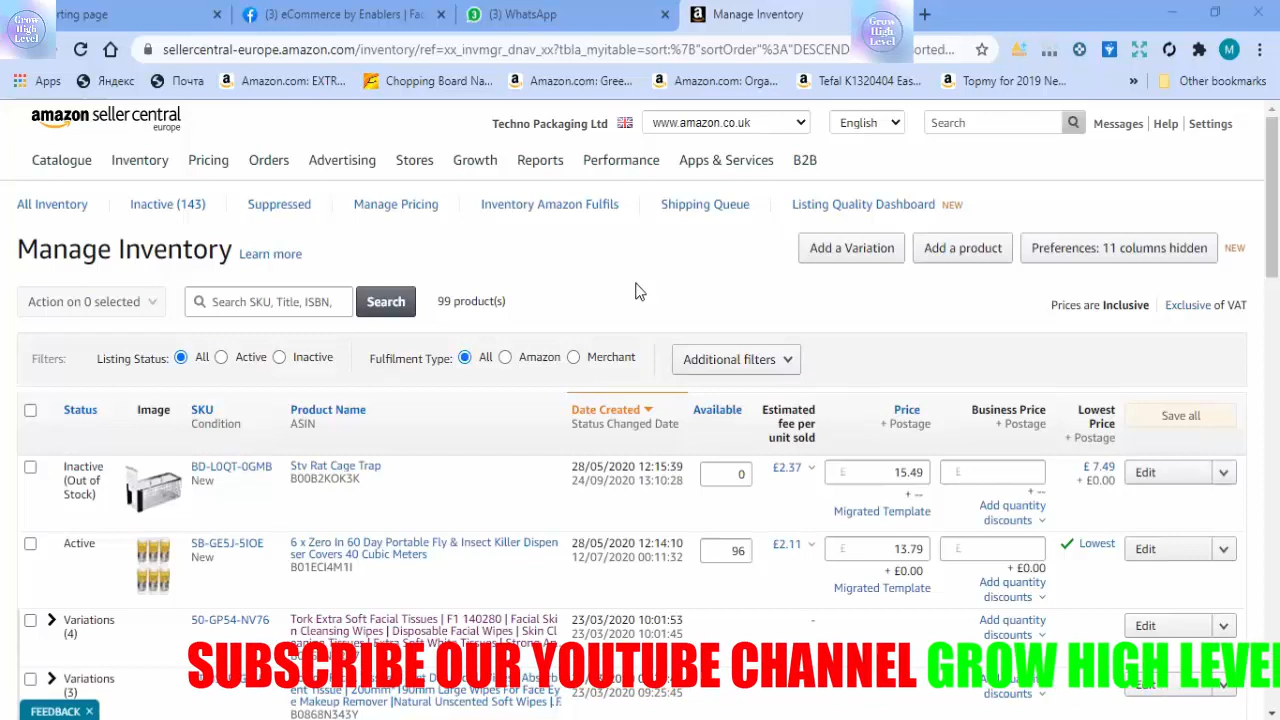 rting page
(3) eCommerce by Enablers | Fac
(3) WhatsApp
Manage Inventory
Grow High Level
Grow High Level
sellercentral-europe.amazon.com/inventory/ref=xx_invmgr_dnav_xx?tbla_myitable=sort:%7B"sortOrder"%3A"DESCEND
orted...
M
Apps
Яндекс
Почта
Amazon.com: EXTR...
Chopping Board Na...
Amazon.com: Gree...
Amazon.com: Orga...
Tefal K1320404 Eas...
Topmy for 2019 Ne...
»
Other bookmarks
amazon seller central
europe
Techno Packaging Ltd
www.amazon.co.uk
English
Search
Messages | Help | Settings
Catalogue Inventory Pricing Orders Advertising Stores Growth Reports Performance Apps & Services B2B
All Inventory Inactive (143) Suppressed Manage Pricing Inventory Amazon Fulfils Shipping Queue Listing Quality Dashboard NEW
Manage Inventory Learn more
Add a Variation Add a product Preferences: 11 columns hidden NEW
Action on 0 selected Search SKU, Title, ISBN, Search 99 product(s)
Prices are Inclusive | Exclusive of VAT
Filters: Listing Status: All Active Inactive Fulfilment Type: All Amazon Merchant Additional filters
Status Image SKU
Condition
Product Name
ASIN
Date Created
Status Changed Date
Available
Estimated
fee per
unit sold
Price
+ Postage
Business Price
+ Postage
Lowest
Price
+ Postage
Save all
Inactive
(Out of
Stock)
BD-L0QT-0GMB
New
Stv Rat Cage Trap
B00B2KOK3K
28/05/2020 12:15:39
24/09/2020 13:10:28
0
£2.37
£ 15.49
+ --
Migrated Template
£
+ --
Add quantity
discounts
£ 7.49
+ £0.00
Edit
Active
SB-GE5J-5IOE
New
6 x Zero In 60 Day Portable Fly & Insect Killer Dispen
ser Covers 40 Cubic Meters
B01ECI4M1I
28/05/2020 12:14:10
12/07/2020 00:11:32
96
£2.11
£ 13.79
+ £0.00
Migrated Template
£
+ £0.00
Add quantity
discounts
Lowest
Edit
Variations
(4)
50-GP54-NV76
Tork Extra Soft Facial Tissues | F1 140280 | Facial Ski
n Cleansing Wipes | Disposable Facial Wipes | Skin Cl
23/03/2020 10:01:53
23/03/2020 10:01:45
-
Add quantity
discounts
Edit
SUBSCRIBE OUR YOUTUBE CHANNEL GROW HIGH LEVEL
Variations
(3)
e Makeup Remover |Natural Unscented Soft Wipes |
B0868N343Y
23/03/2020 09:25:45
discounts
Edit
FEEDBACK